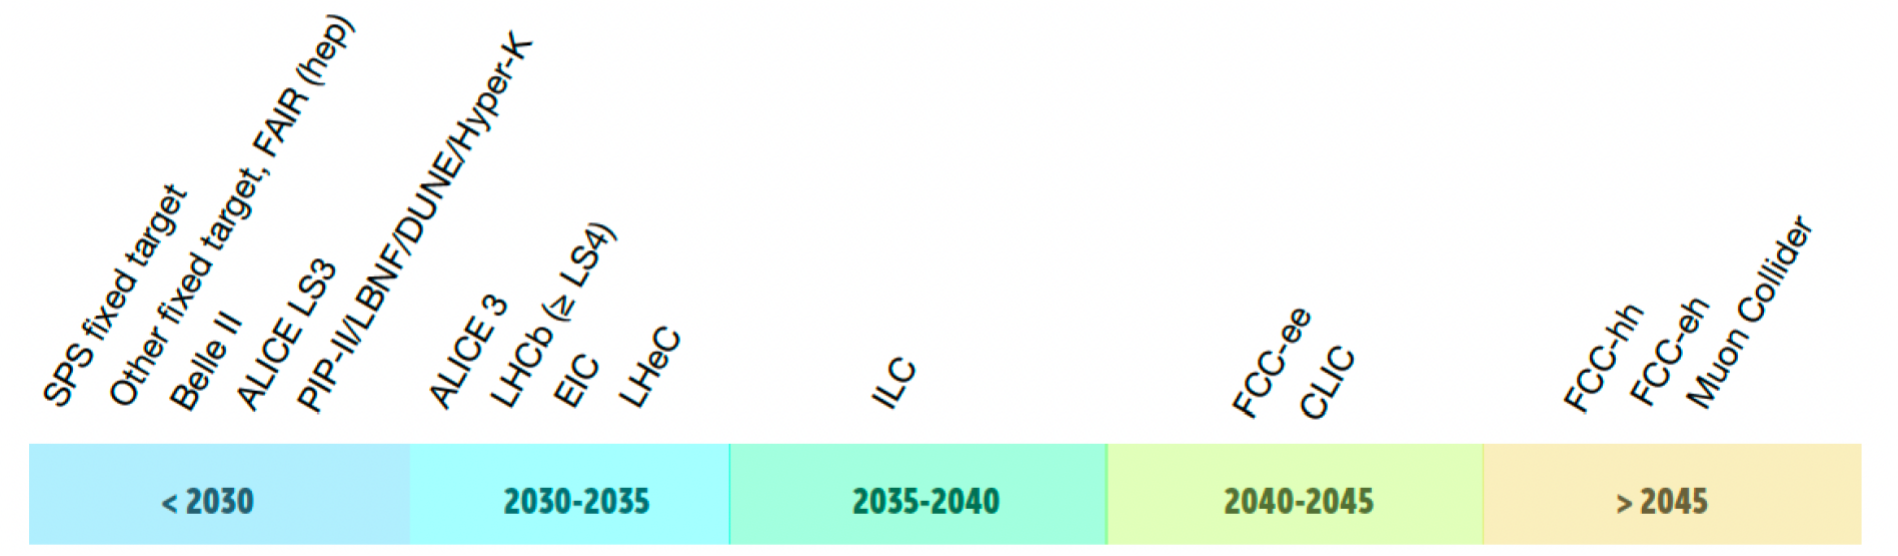 SPS fixed target
Other fixed target, FAIR (hep)
Belle II
ALICE LS3
PIP-II/LBNF/DUNE/Hyper-K
ALICE 3
LHCb (≥ LS4)
EIC
LHeC
ILC
FCC-ee
CLIC
FCC-hh
FCC-eh
Muon Collider
< 2030
2030-2035
2035-2040
2040-2045
> 2045